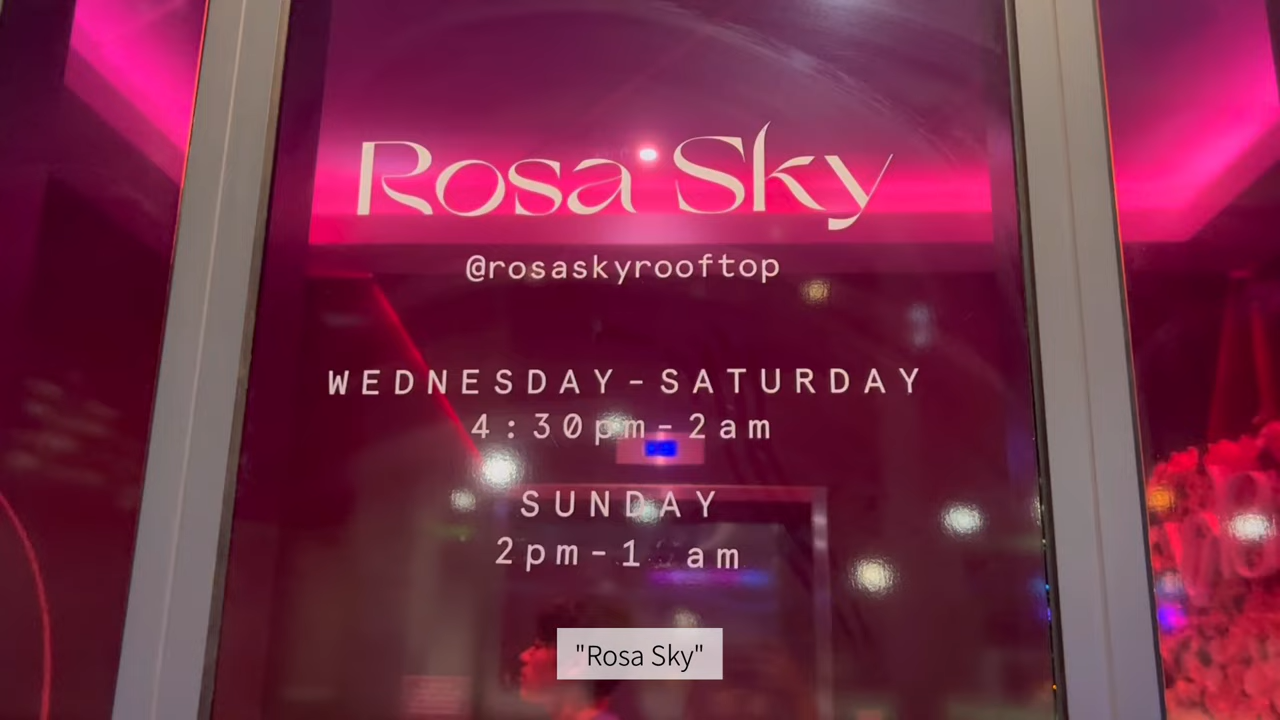 Rosa Sky
@rosaskyrooftop
WEDNESDAY-SATURDAY
4:30pm-2am
SUNDAY
2pm-1 am
"Rosa Sky"